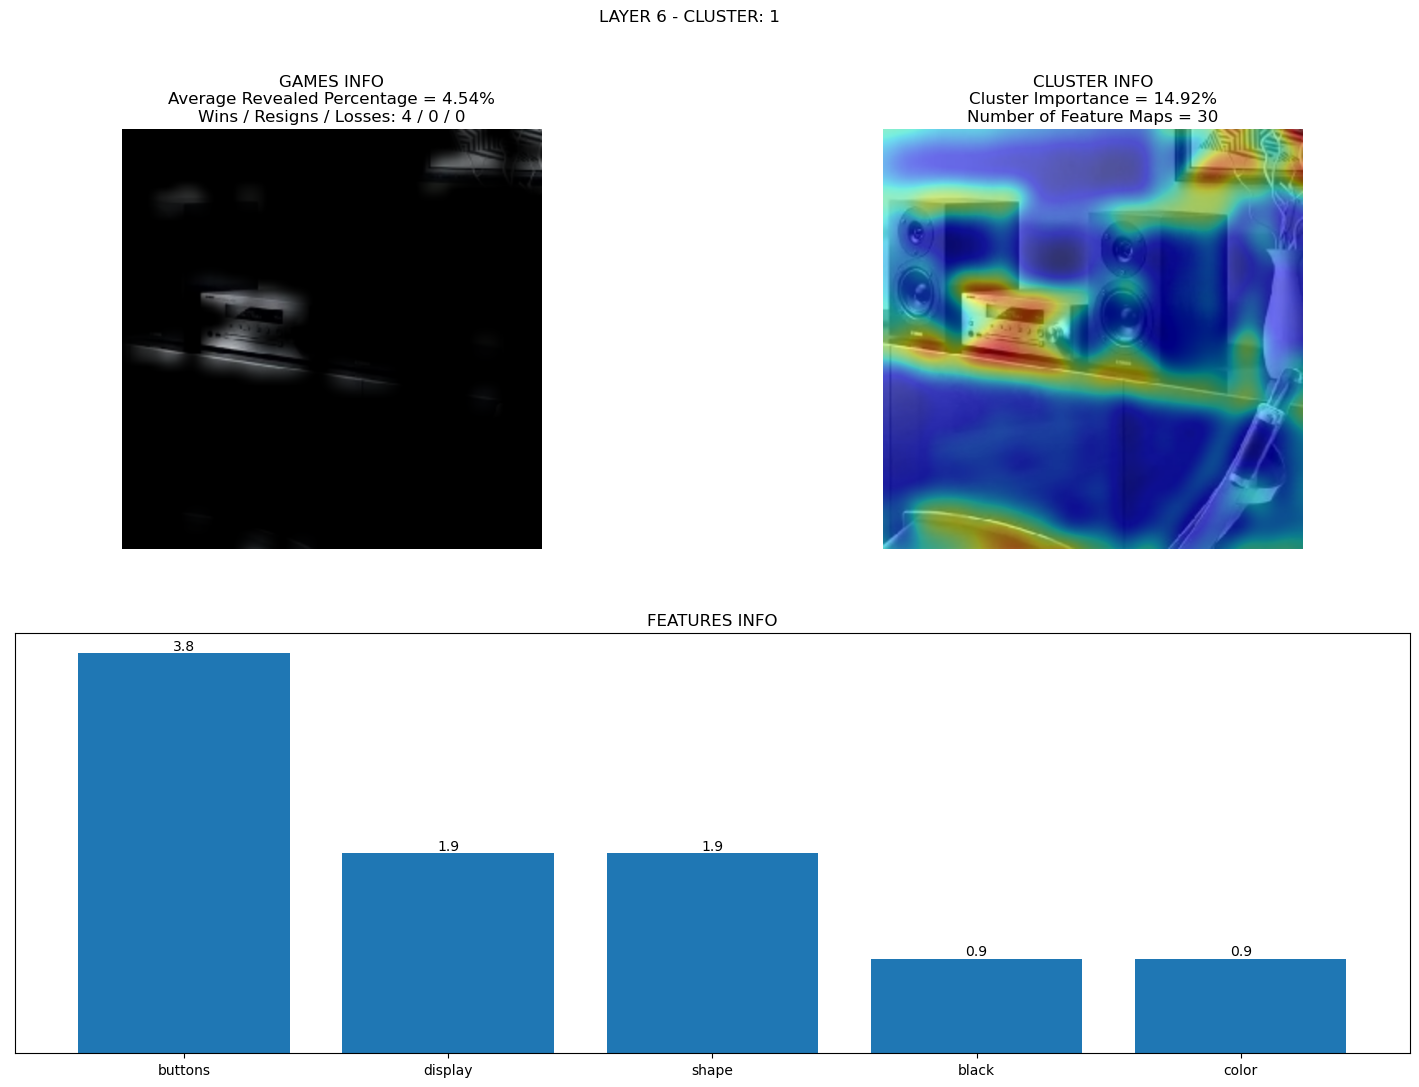 LAYER 6 - CLUSTER: 1
GAMES INFO
Average Revealed Percentage = 4.54%
Wins / Resigns / Losses: 4 / 0 / 0
CLUSTER INFO
Cluster Importance = 14.92%
Number of Feature Maps = 30
FEATURES INFO
3.8
1.9
1.9
0.9
0.9
buttons
display
shape
black
color